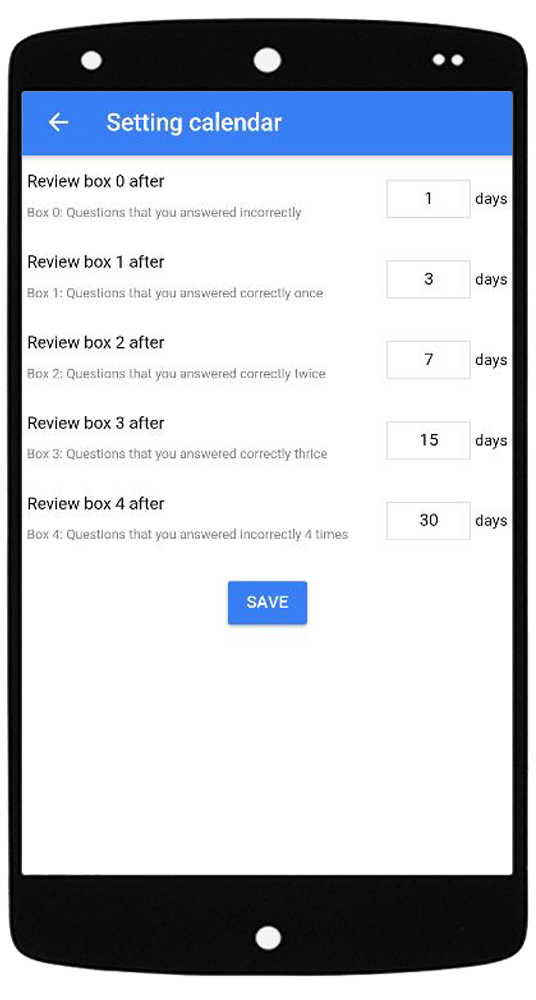 Setting calendar
Review box 0 after
1 days
Box 0: Questions that you answered incorrectly
Review box 1 after
3 days
Box 1: Questions that you answered correctly once
Review box 2 after
7 days
Box 2: Questions that you answered correctly twice
Review box 3 after
15 days
Box 3: Questions that you answered correctly thrice
Review box 4 after
30 days
Box 4: Questions that you answered incorrectly 4 times
SAVE